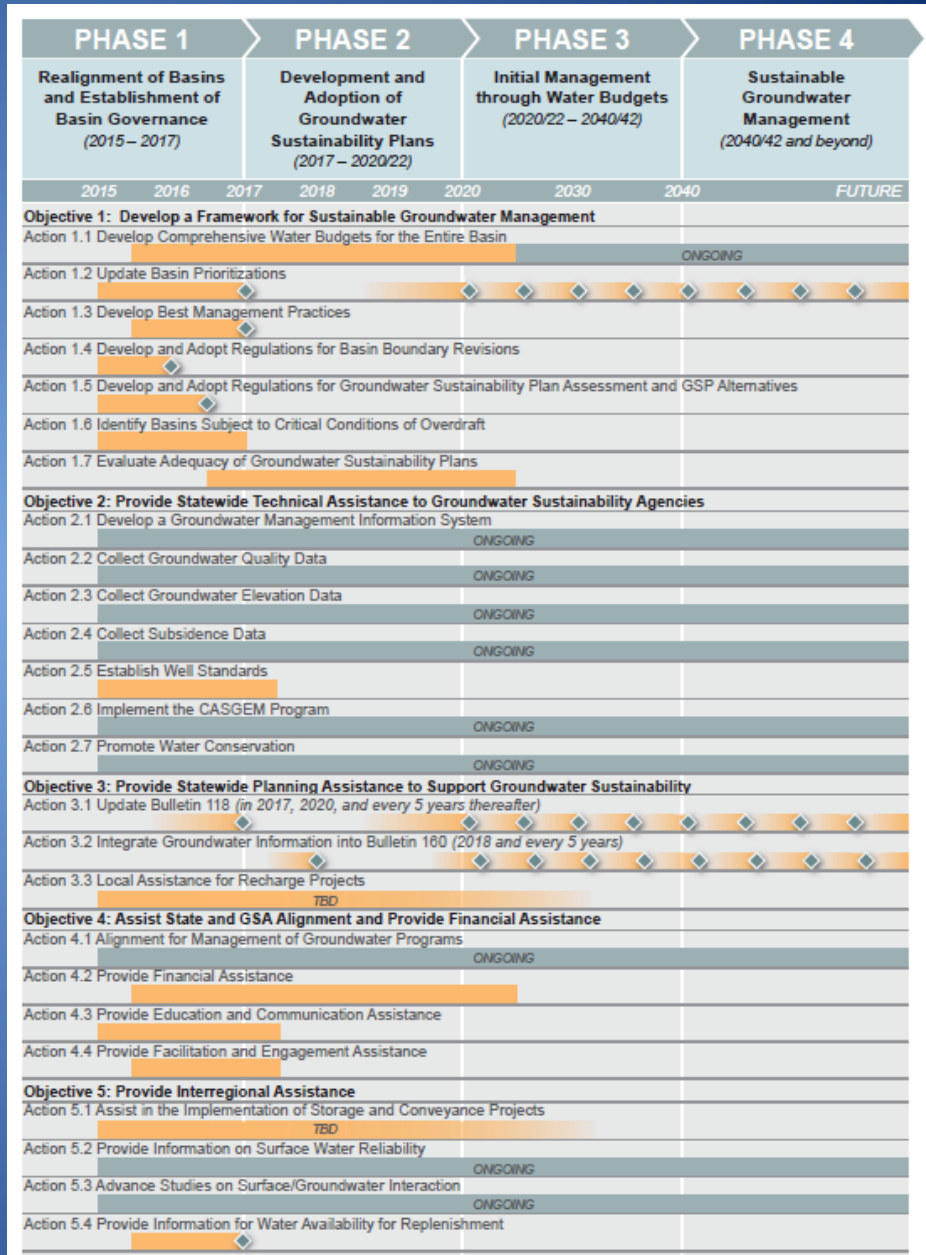 PHASE 1
PHASE 2
PHASE 3
PHASE 4
Realignment of Basins
and Establishment of
Basin Governance
(2015 – 2017)
Development and
Adoption of
Groundwater
Sustainability Plans
(2017 – 2020/22)
Initial Management
through Water Budgets
(2020/22 – 2040/42)
Sustainable
Groundwater
Management
(2040/42 and beyond)
2015 2016 2017 2018 2019 2020 2030 2040 FUTURE
Objective 1: Develop a Framework for Sustainable Groundwater Management
Action 1.1 Develop Comprehensive Water Budgets for the Entire Basin
ONGOING
Action 1.2 Update Basin Prioritizations
Action 1.3 Develop Best Management Practices
Action 1.4 Develop and Adopt Regulations for Basin Boundary Revisions
Action 1.5 Develop and Adopt Regulations for Groundwater Sustainability Plan Assessment and GSP Alternatives
Action 1.6 Identify Basins Subject to Critical Conditions of Overdraft
Action 1.7 Evaluate Adequacy of Groundwater Sustainability Plans
Objective 2: Provide Statewide Technical Assistance to Groundwater Sustainability Agencies
Action 2.1 Develop a Groundwater Management Information System
ONGOING
Action 2.2 Collect Groundwater Quality Data
ONGOING
Action 2.3 Collect Groundwater Elevation Data
ONGOING
Action 2.4 Collect Subsidence Data
ONGOING
Action 2.5 Establish Well Standards
Action 2.6 Implement the CASGEM Program
ONGOING
Action 2.7 Promote Water Conservation
ONGOING
Objective 3: Provide Statewide Planning Assistance to Support Groundwater Sustainability
Action 3.1 Update Bulletin 118 (in 2017, 2020, and every 5 years thereafter)
Action 3.2 Integrate Groundwater Information into Bulletin 160 (2018 and every 5 years)
Action 3.3 Local Assistance for Recharge Projects
TBD
Objective 4: Assist State and GSA Alignment and Provide Financial Assistance
Action 4.1 Alignment for Management of Groundwater Programs
ONGOING
Action 4.2 Provide Financial Assistance
Action 4.3 Provide Education and Communication Assistance
Action 4.4 Provide Facilitation and Engagement Assistance
Objective 5: Provide Interregional Assistance
Action 5.1 Assist in the Implementation of Storage and Conveyance Projects
TBD
Action 5.2 Provide Information on Surface Water Reliability
ONGOING
Action 5.3 Advance Studies on Surface/Groundwater Interaction
ONGOING
Action 5.4 Provide Information for Water Availability for Replenishment